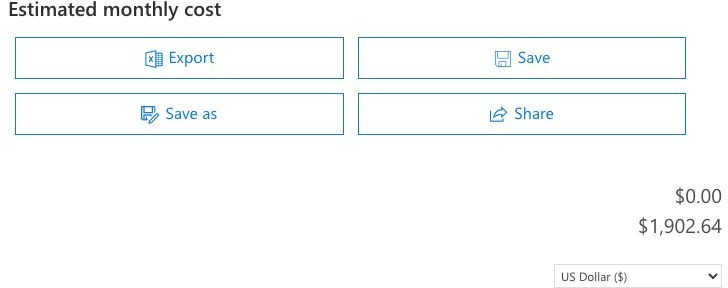 Estimated monthly cost
Export
Save
Save as
Share
$0.00
$1,902.64
US Dollar ($)